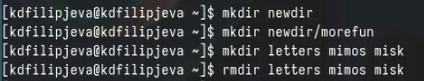 [kdfilipjeva@kdfilipjeva ~]$ mkdir newdir
[kdfilipjeva@kdfilipjeva ~]$ mkdir newdir/morefun
[kdfilipjeva@kdfilipjeva ~]$ mkdir letters mimos misk
[kdfilipjeva@kdfilipjeva ~]$ rmdir letters mimos misk